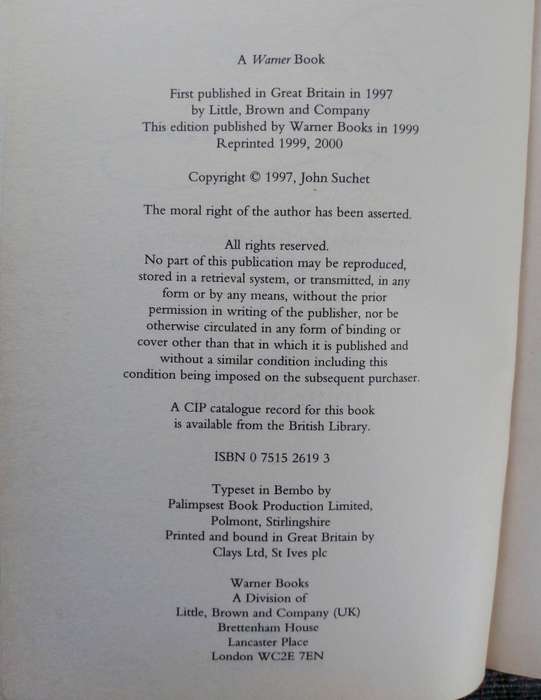 A Warner Book
First published in Great Britain in 1997
by Little, Brown and Company
This edition published by Warner Books in 1999
Reprinted 1999, 2000
Copyright © 1997, John Suchet
The moral right of the author has been asserted.
All rights reserved.
No part of this publication may be reproduced,
stored in a retrieval system, or transmitted, in any
form or by any means, without the prior
permission in writing of the publisher, nor be
otherwise circulated in any form of binding or
cover other than that in which it is published and
without a similar condition including this
condition being imposed on the subsequent purchaser.
A CIP catalogue record for this book
is available from the British Library.
ISBN 0 7515 2619 3
Typeset in Bembo by
Palimpsest Book Production Limited,
Polmont, Stirlingshire
Printed and bound in Great Britain by
Clays Ltd, St Ives plc
Warner Books
A Division of
Little, Brown and Company (UK)
Brettenham House
Lancaster Place
London WC2E 7EN